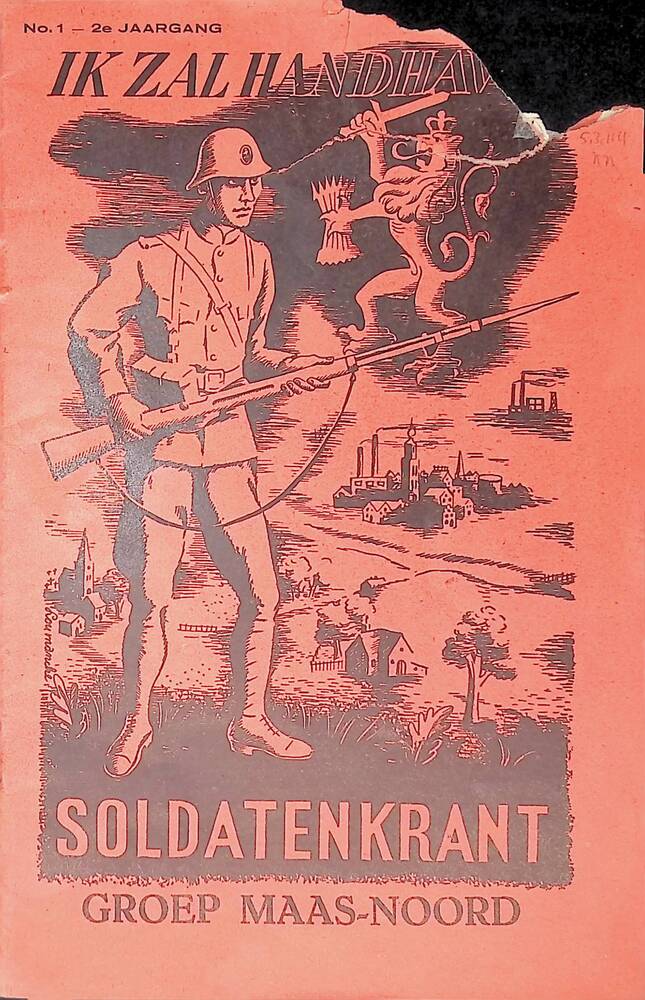 No. 1 — 2e JAARGANG
IK ZAL HANDHAV
SOLDATENKRANT
GROEP MAAS-NOORD